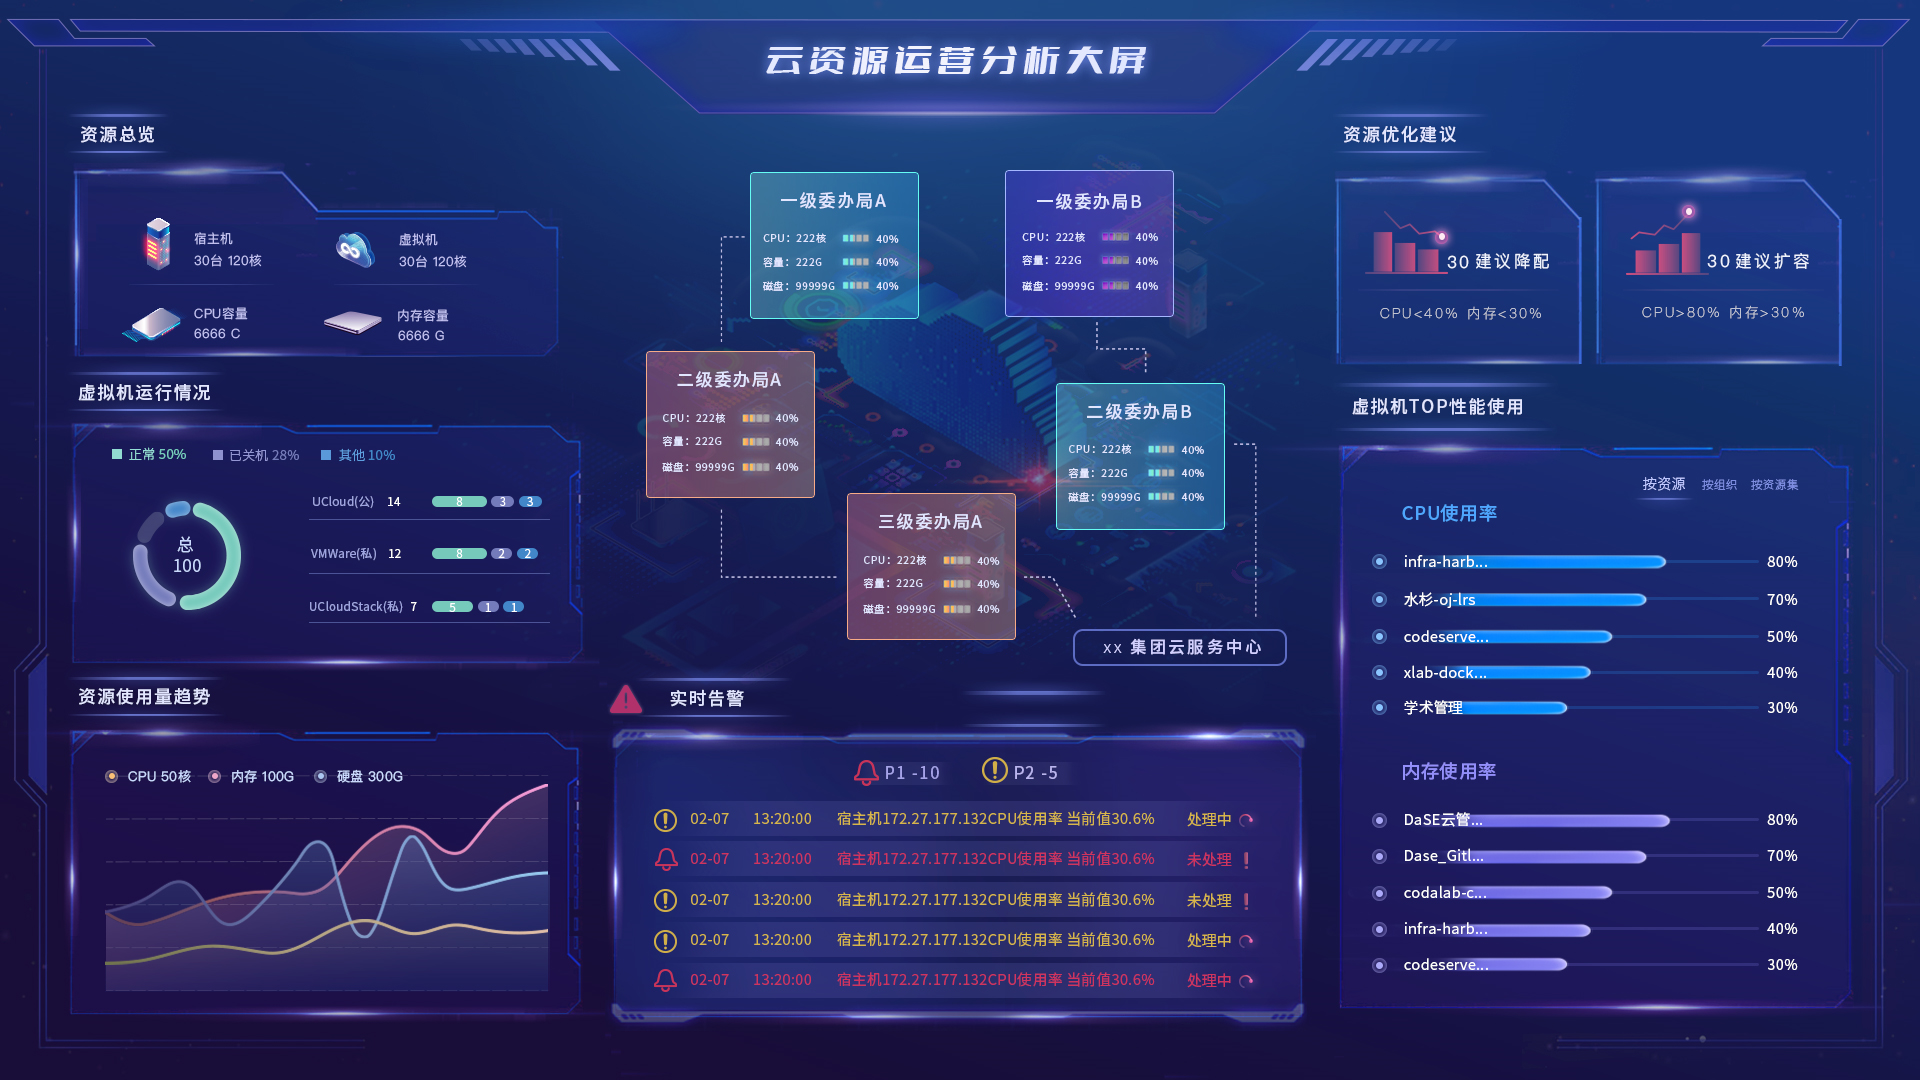 云资源运营分析大屏
资源总览
宿主机
30台 120核
虚拟机
30台 120核
CPU容量
6666 C
内存容量
6666 G
虚拟机运行情况
正常 50%
已关机 28%
其他 10%
总
100
UCloud(公) 14 8 3 3
VMWare(私) 12 8 2 2
UCloudStack(私) 7 5 1 1
资源使用量趋势
CPU 50核
内存 100G
硬盘 300G
一级委办局A
CPU: 222核 40%
容量: 222G 40%
磁盘: 99999G 40%
一级委办局B
CPU: 222核 40%
容量: 222G 40%
磁盘: 99999G 40%
二级委办局A
CPU: 222核 40%
容量: 222G 40%
磁盘: 99999G 40%
二级委办局B
CPU: 222核 40%
容量: 222G 40%
磁盘: 99999G 40%
三级委办局A
CPU: 222核 40%
容量: 222G 40%
磁盘: 99999G 40%
xx 集团云服务中心
实时告警
P1 -10
P2 -5
02-07 13:20:00 宿主机172.27.177.132CPU使用率 当前值30.6% 处理中
02-07 13:20:00 宿主机172.27.177.132CPU使用率 当前值30.6% 未处理
02-07 13:20:00 宿主机172.27.177.132CPU使用率 当前值30.6% 未处理
02-07 13:20:00 宿主机172.27.177.132CPU使用率 当前值30.6% 处理中
02-07 13:20:00 宿主机172.27.177.132CPU使用率 当前值30.6% 处理中
资源优化建议
30 建议降配
CPU<40% 内存<30%
30 建议扩容
CPU>80% 内存>30%
虚拟机TOP性能使用
按资源 按组织 按资源集
CPU使用率
infra-harb... 80%
水杉-oj-lrs 70%
codeserve... 50%
xlab-dock... 40%
学术管理 30%
内存使用率
DaSE云管... 80%
Dase_Gitl... 70%
codalab-c... 50%
infra-harb... 40%
codeserve... 30%